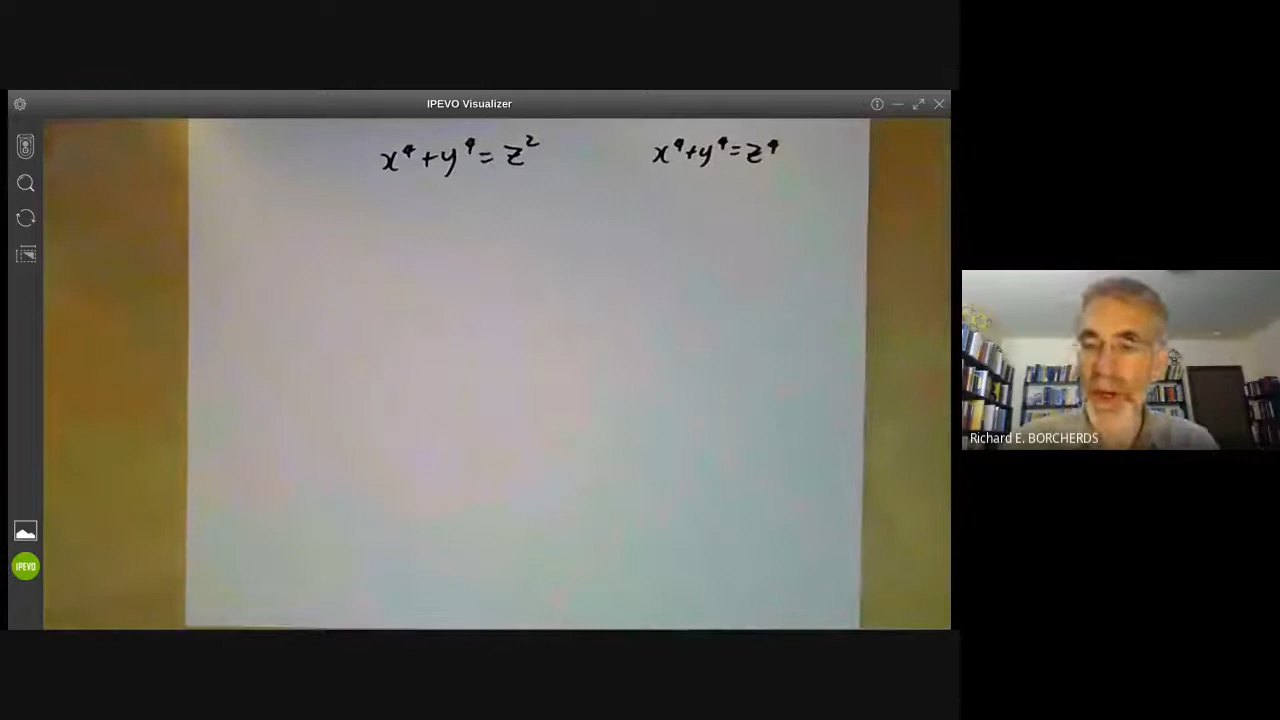 IPEVO Visualizer
x⁴+y⁴=z² x⁴+y⁴=z⁴
Richard E. BORCHERDS
IPEVO